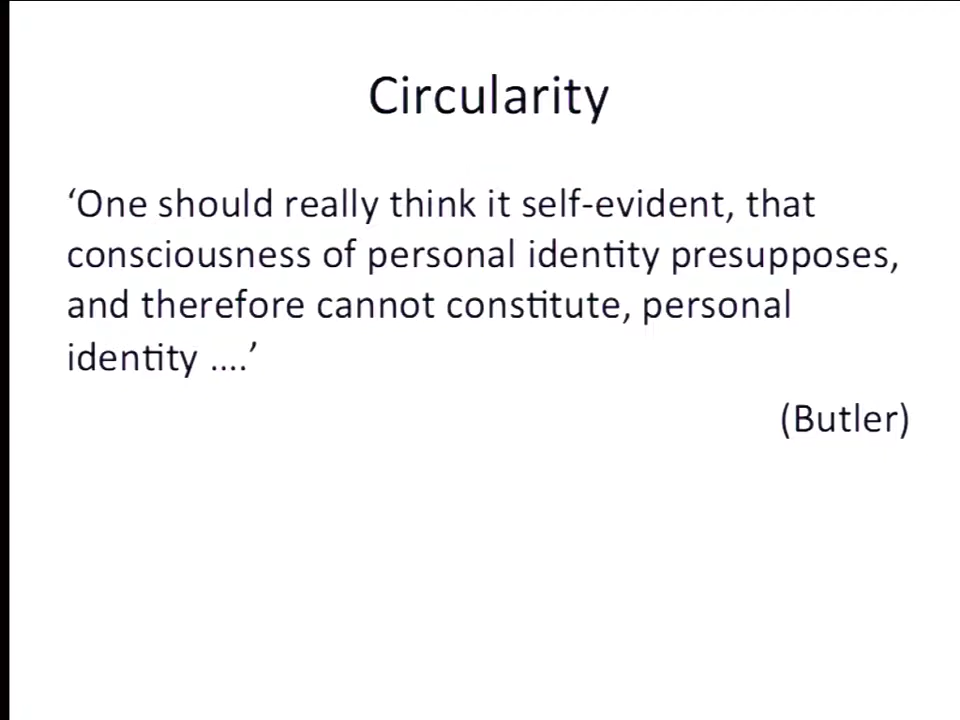 Circularity
‘One should really think it self-evident, that
consciousness of personal identity presupposes,
and therefore cannot constitute, personal
identity ....’
(Butler)